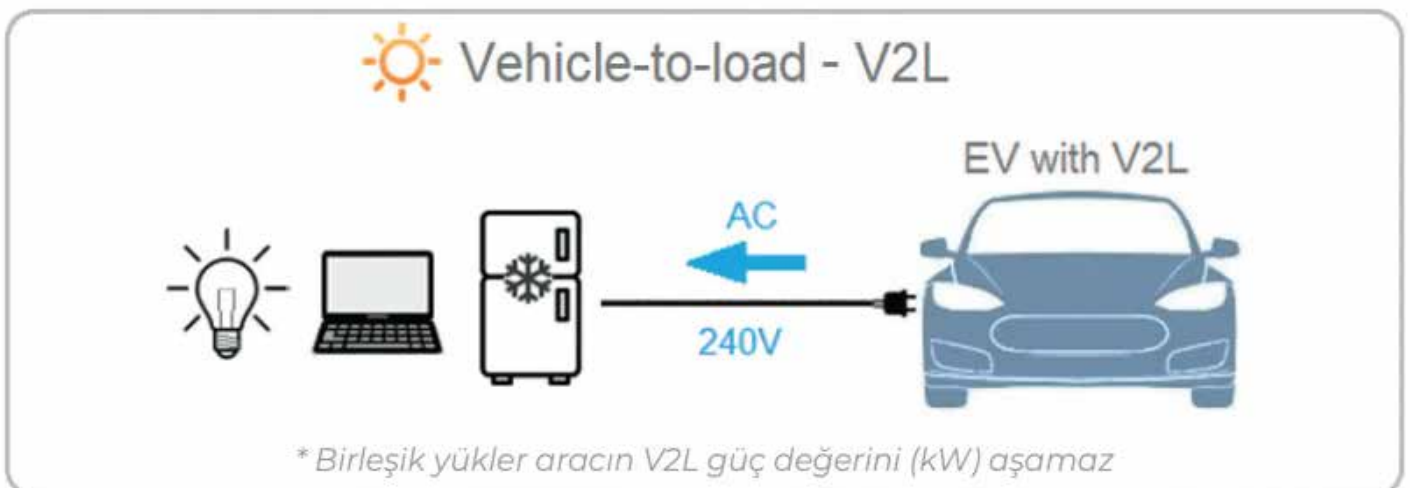 Vehicle-to-load - V2L
EV with V2L
AC
240V
* Birleşik yükler aracın V2L güç değerini (kW) aşamaz